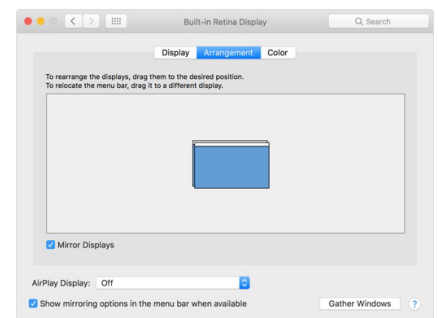 Built-in Retina Display
Search
Display Arrangement Color
To rearrange the displays, drag them to the desired position.
To relocate the menu bar, drag it to a different display.
Mirror Displays
AirPlay Display: Off
Show mirroring options in the menu bar when available
Gather Windows ?